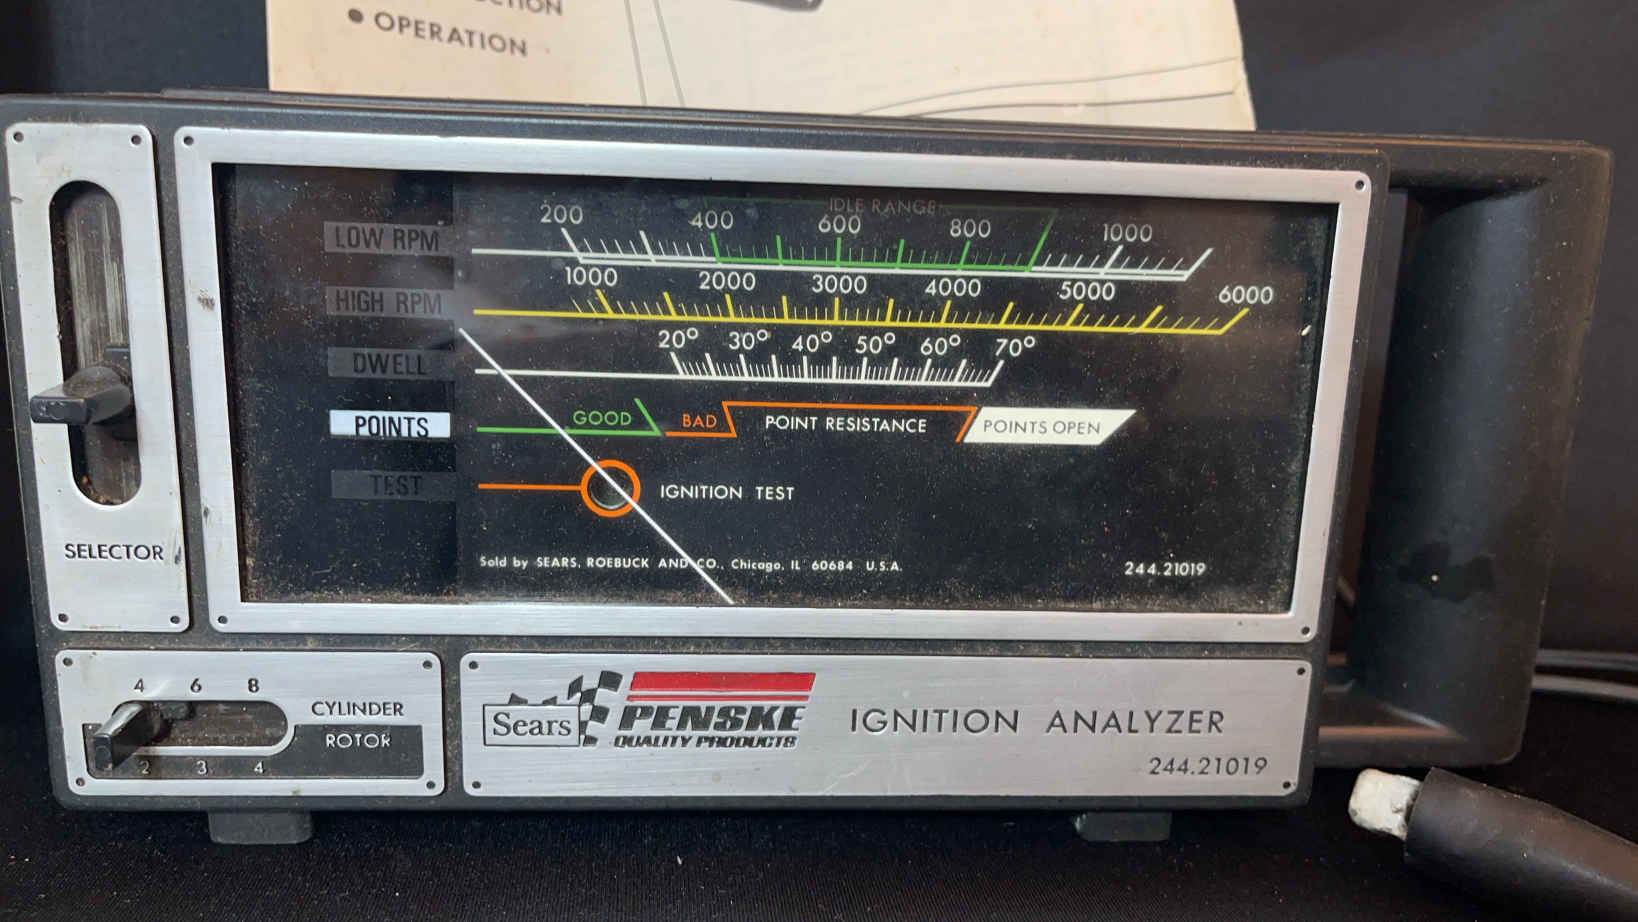 • OPERATION
IDLE RANGE
LOW RPM 200 400 600 800 1000
HIGH RPM 1000 2000 3000 4000 5000 6000
DWELL 20° 30° 40° 50° 60° 70°
POINTS GOOD BAD POINT RESISTANCE POINTS OPEN
TEST IGNITION TEST
Sold by SEARS, ROEBUCK AND CO., Chicago, IL 60684 U.S.A. 244.21019
SELECTOR
4 6 8
CYLINDER
ROTOR
2 3 4
Sears PENSKE
QUALITY PRODUCTS
IGNITION ANALYZER
244.21019